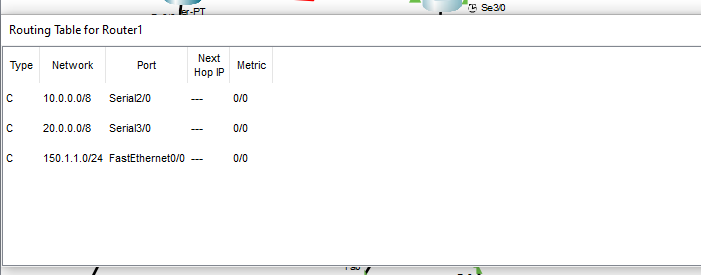 er-PT
Se3/0
Routing Table for Router1
Type Network Port Next Hop IP Metric
C 10.0.0.0/8 Serial2/0 --- 0/0
C 20.0.0.0/8 Serial3/0 --- 0/0
C 150.1.1.0/24 FastEthernet0/0 --- 0/0